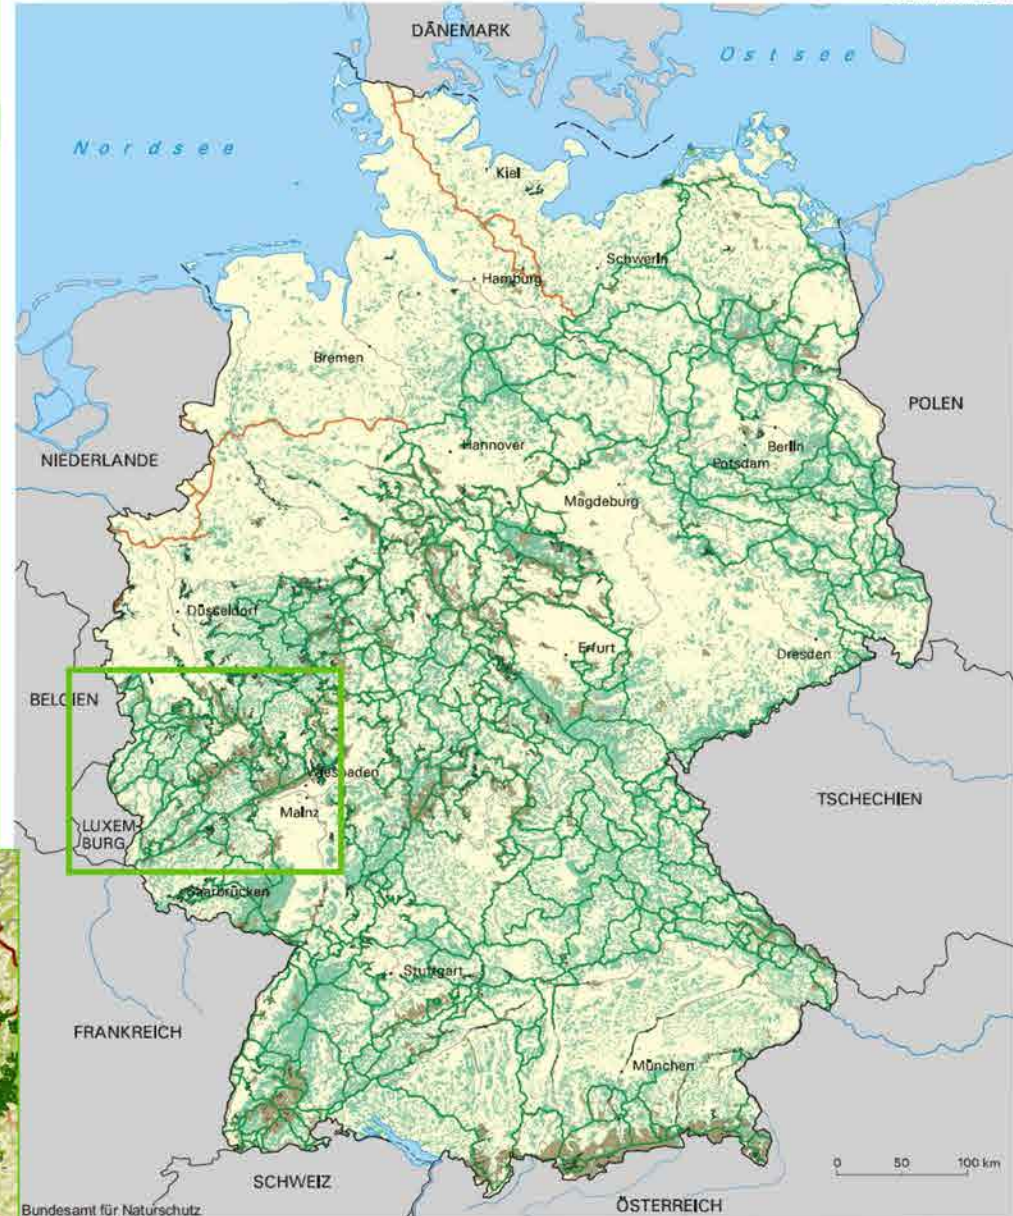 DÄNEMARK
Ostsee
Nordsee
Kiel
Schwerin
Hamburg
Bremen
POLEN
Hannover
Berlin
NIEDERLANDE
Potsdam
Magdeburg
Düsseldorf
Erfurt
Dresden
BELGIEN
Wiesbaden
TSCHECHIEN
Mainz
LUXEM-
BURG
Saarbrücken
Stuttgart
FRANKREICH
München
0 50 100 km
SCHWEIZ
ÖSTERREICH
Bundesamt für Naturschutz